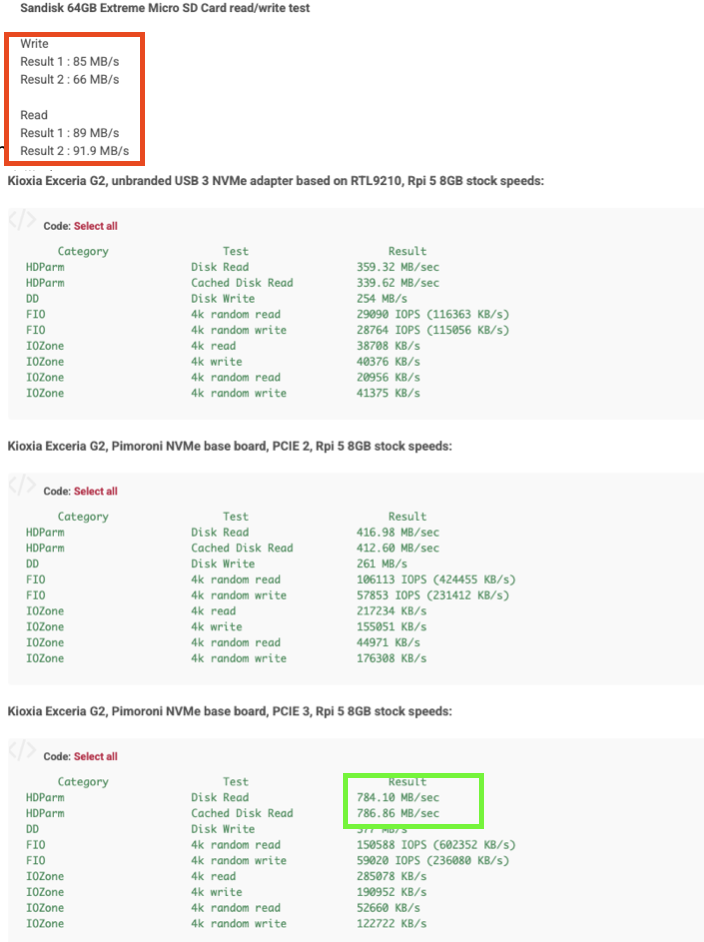 Sandisk 64GB Extreme Micro SD Card read/write test
Write
Result 1 : 85 MB/s
Result 2 : 66 MB/s
Read
Result 1 : 89 MB/s
Result 2 : 91.9 MB/s
Kioxia Exceria G2, unbranded USB 3 NVMe adapter based on RTL9210, Rpi 5 8GB stock speeds:
</> Code: Select all
Category Test Result
HDParm Disk Read 359.32 MB/sec
HDParm Cached Disk Read 339.62 MB/sec
DD Disk Write 254 MB/s
FIO 4k random read 29090 IOPS (116363 KB/s)
FIO 4k random write 28764 IOPS (115056 KB/s)
IOZone 4k read 38708 KB/s
IOZone 4k write 40376 KB/s
IOZone 4k random read 20956 KB/s
IOZone 4k random write 41375 KB/s
Kioxia Exceria G2, Pimoroni NVMe base board, PCIE 2, Rpi 5 8GB stock speeds:
</> Code: Select all
Category Test Result
HDParm Disk Read 416.98 MB/sec
HDParm Cached Disk Read 412.60 MB/sec
DD Disk Write 261 MB/s
FIO 4k random read 106113 IOPS (424455 KB/s)
FIO 4k random write 57853 IOPS (231412 KB/s)
IOZone 4k read 217234 KB/s
IOZone 4k write 155051 KB/s
IOZone 4k random read 44971 KB/s
IOZone 4k random write 176308 KB/s
Kioxia Exceria G2, Pimoroni NVMe base board, PCIE 3, Rpi 5 8GB stock speeds:
</> Code: Select all
Category Test Result
HDParm Disk Read 784.10 MB/sec
HDParm Cached Disk Read 786.86 MB/sec
DD Disk Write MB/s
FIO 4k random read 150588 IOPS (602352 KB/s)
FIO 4k random write 59020 IOPS (236080 KB/s)
IOZone 4k read 285078 KB/s
IOZone 4k write 190952 KB/s
IOZone 4k random read 52660 KB/s
IOZone 4k random write 122722 KB/s